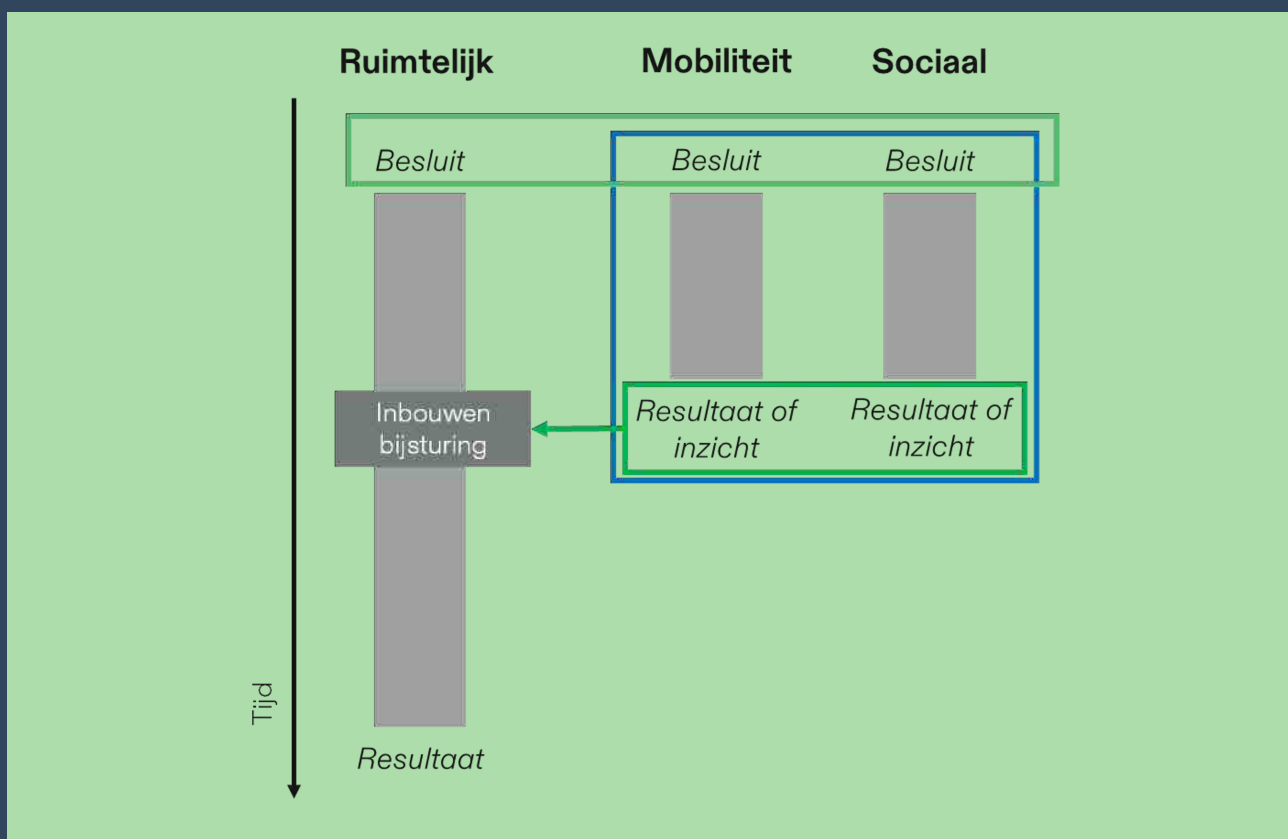 Ruimtelijk
Mobiliteit
Sociaal
Besluit
Besluit
Besluit
Inbouwen
bijsturing
Resultaat of
inzicht
Resultaat of
inzicht
Tijd
Resultaat